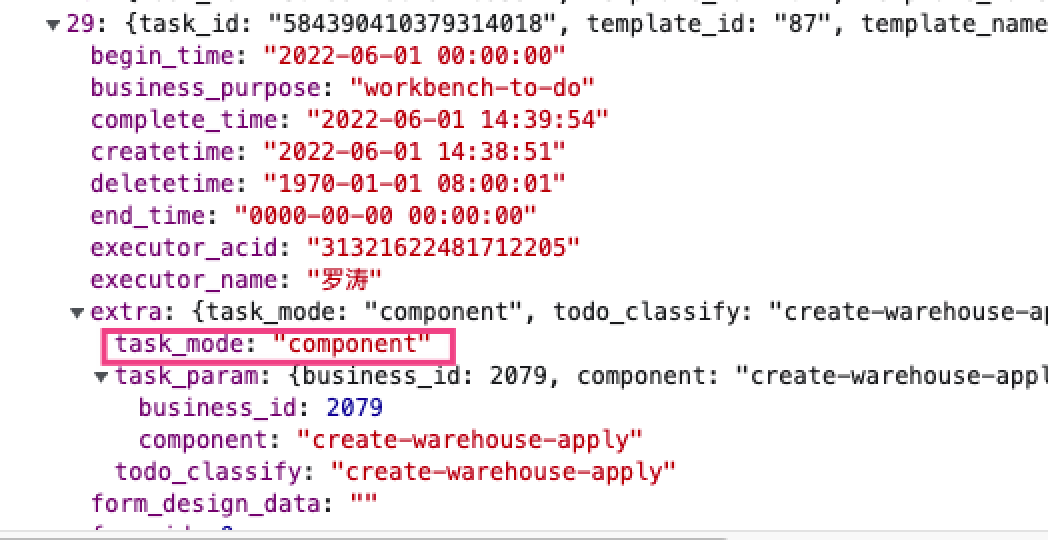 ▼29: {task_id: "584390410379314018", template_id: "87", template_name
begin_time: "2022-06-01 00:00:00"
business_purpose: "workbench-to-do"
complete_time: "2022-06-01 14:39:54"
createtime: "2022-06-01 14:38:51"
deletetime: "1970-01-01 08:00:01"
end_time: "0000-00-00 00:00:00"
executor_acid: "31321622481712205"
executor_name: "罗涛"
▼extra: {task_mode: "component", todo_classify: "create-warehouse-ap
task_mode: "component"
▼task_param: {business_id: 2079, component: "create-warehouse-appl
business_id: 2079
component: "create-warehouse-apply"
todo_classify: "create-warehouse-apply"
form_design_data: ""